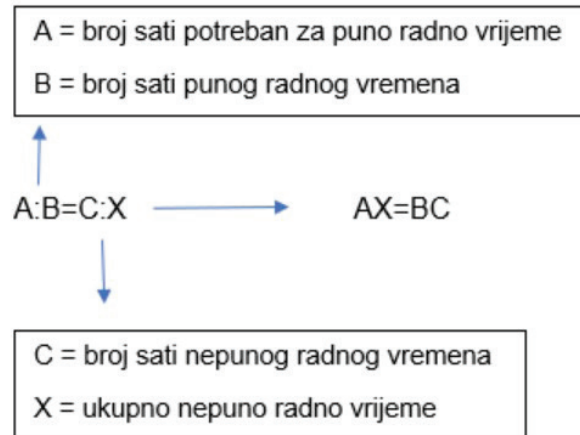 A = broj sati potreban za puno radno vrijeme
B = broj sati punog radnog vremena
A:B=C:X
AX=BC
C = broj sati nepunog radnog vremena
X = ukupno nepuno radno vrijeme